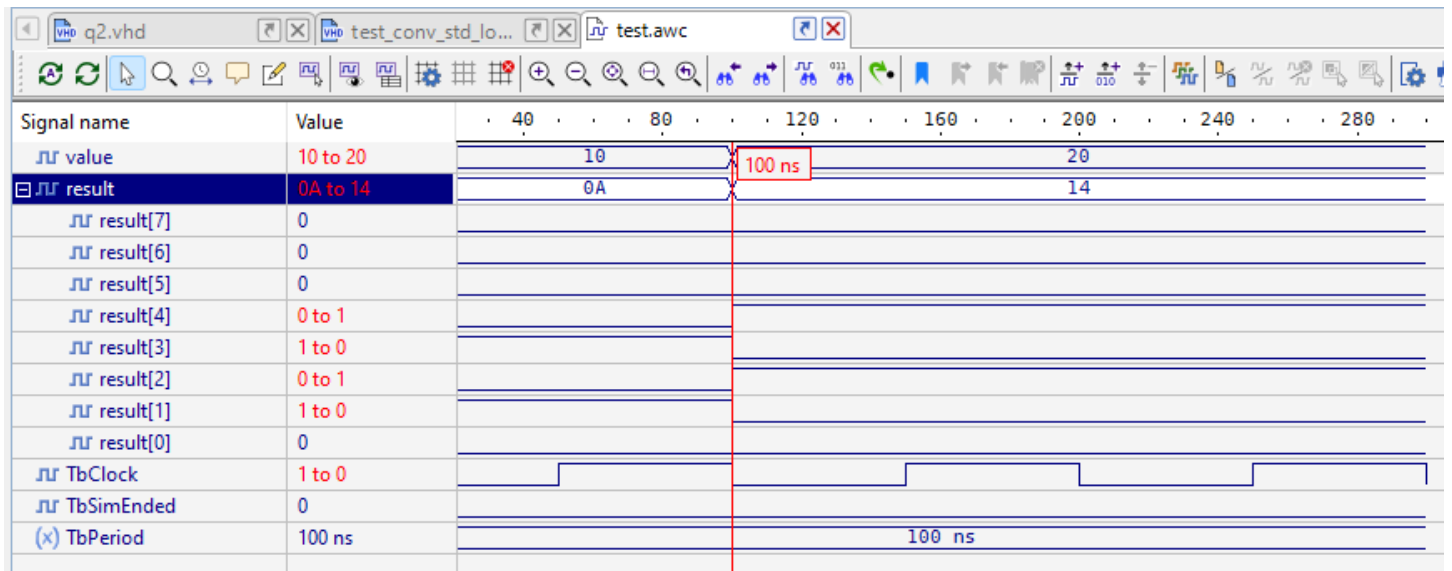 q2.vhd test_conv_std_lo... test.awc
Signal name Value 40 80 120 160 200 240 280
value 10 to 20 10 20
100 ns
result 0A to 14 0A 14
result[7] 0
result[6] 0
result[5] 0
result[4] 0 to 1
result[3] 1 to 0
result[2] 0 to 1
result[1] 1 to 0
result[0] 0
TbClock 1 to 0
TbSimEnded 0
(x) TbPeriod 100 ns 100 ns